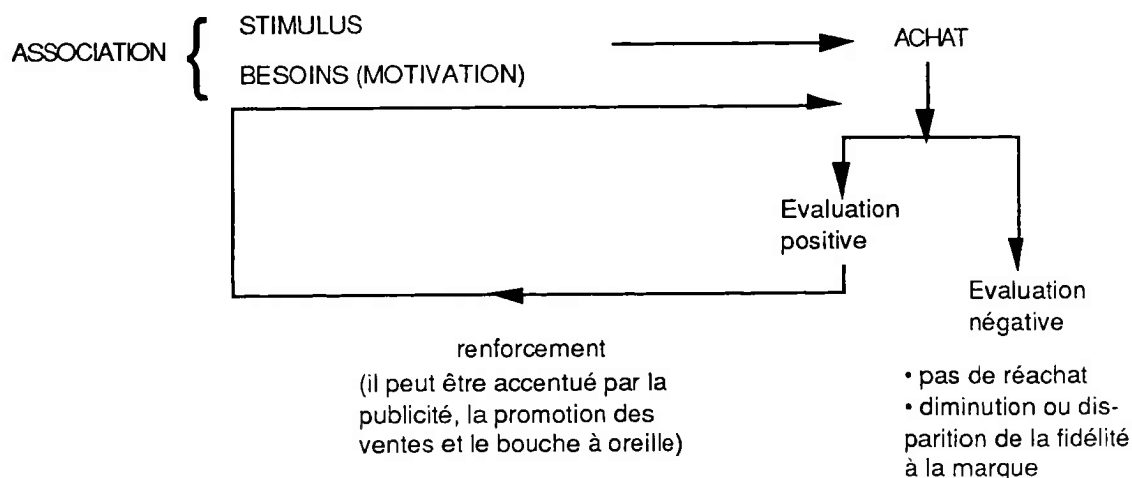 STIMULUS
ASSOCIATION
ACHAT
BESOINS (MOTIVATION)
Evaluation
positive
Evaluation
négative
renforcement
(il peut être accentué par la
publicité, la promotion des
ventes et le bouche à oreille)
• pas de réachat
• diminution ou dis-
parition de la fidélité
à la marque